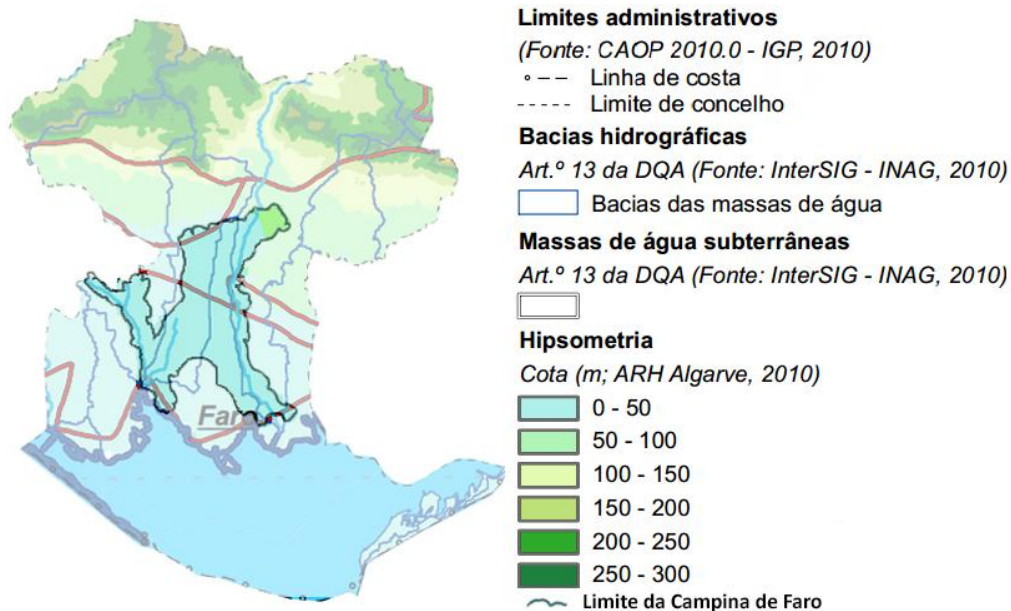 Limites administrativos
(Fonte: CAOP 2010.0 - IGP, 2010)
Linha de costa
Limite de concelho
Bacias hidrográficas
Art.º 13 da DQA (Fonte: InterSIG - INAG, 2010)
Bacias das massas de água
Massas de água subterrâneas
Art.º 13 da DQA (Fonte: InterSIG - INAG, 2010)
Hipsometria
Cota (m; ARH Algarve, 2010)
0 - 50
50 - 100
100 - 150
150 - 200
200 - 250
250 - 300
Limite da Campina de Faro
Faro